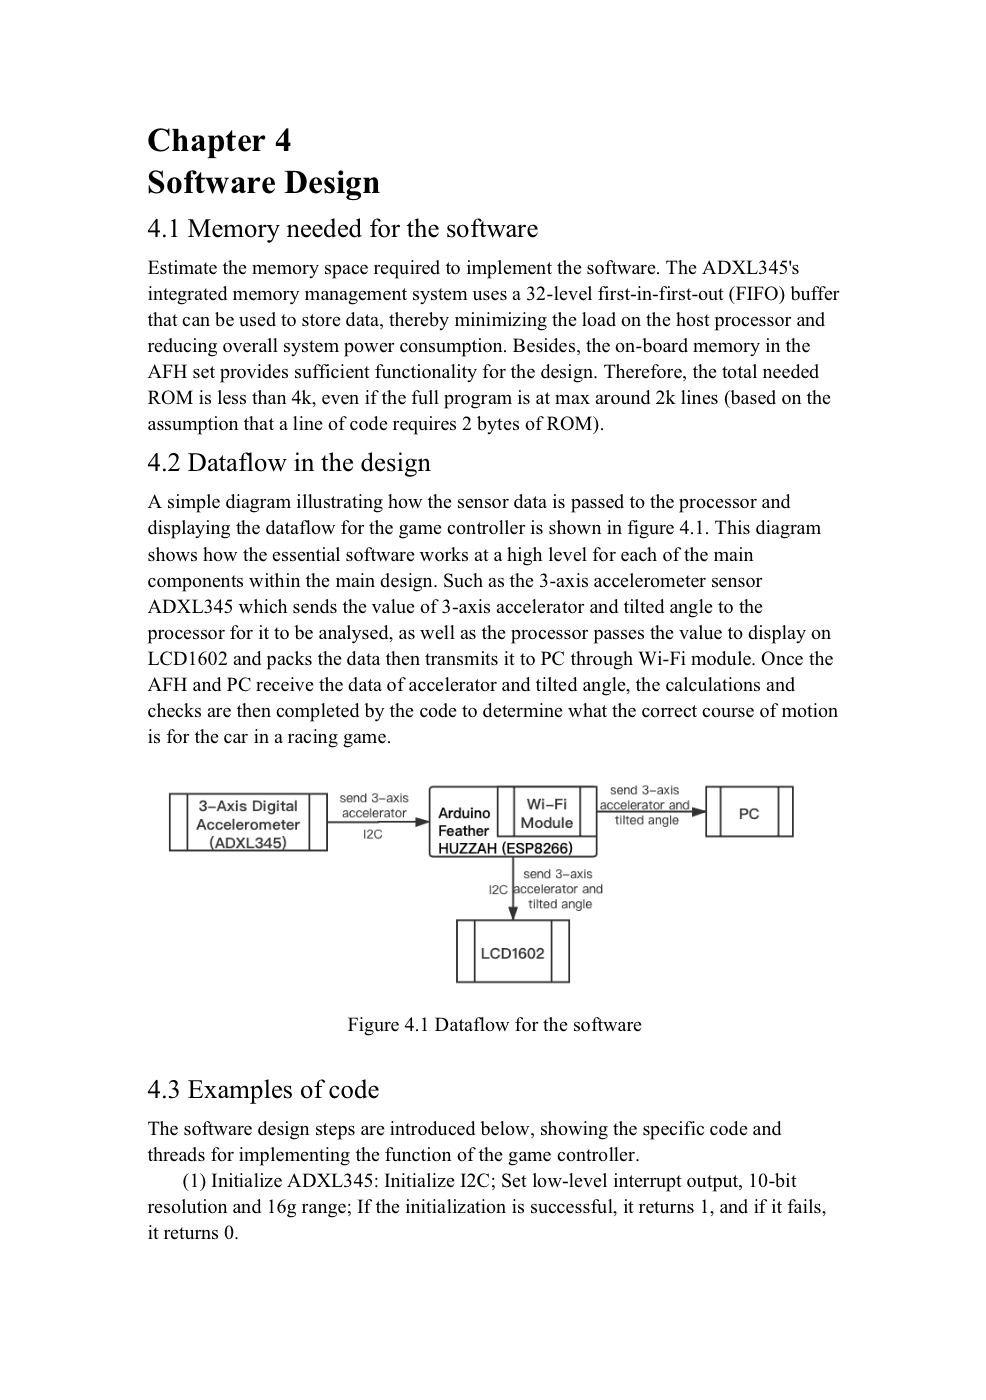 Chapter 4
Software Design
4.1 Memory needed for the software
Estimate the memory space required to implement the software. The ADXL345's
integrated memory management system uses a 32-level first-in-first-out (FIFO) buffer
that can be used to store data, thereby minimizing the load on the host processor and
reducing overall system power consumption. Besides, the on-board memory in the
AFH set provides sufficient functionality for the design. Therefore, the total needed
ROM is less than 4k, even if the full program is at max around 2k lines (based on the
assumption that a line of code requires 2 bytes of ROM).
4.2 Dataflow in the design
A simple diagram illustrating how the sensor data is passed to the processor and
displaying the dataflow for the game controller is shown in figure 4.1. This diagram
shows how the essential software works at a high level for each of the main
components within the main design. Such as the 3-axis accelerometer sensor
ADXL345 which sends the value of 3-axis accelerator and tilted angle to the
processor for it to be analysed, as well as the processor passes the value to display on
LCD1602 and packs the data then transmits it to PC through Wi-Fi module. Once the
AFH and PC receive the data of accelerator and tilted angle, the calculations and
checks are then completed by the code to determine what the correct course of motion
is for the car in a racing game.
3-Axis Digital
Accelerometer
(ADXL345)
send 3-axis
accelerator
I2C
Arduino
Feather
HUZZAH (ESP8266)
Wi-Fi
Module
send 3-axis
accelerator and
tilted angle
PC
send 3-axis
I2C accelerator and
tilted angle
LCD1602
Figure 4.1 Dataflow for the software
4.3 Examples of code
The software design steps are introduced below, showing the specific code and
threads for implementing the function of the game controller.
(1) Initialize ADXL345: Initialize I2C; Set low-level interrupt output, 10-bit
resolution and 16g range; If the initialization is successful, it returns 1, and if it fails,
it returns 0.